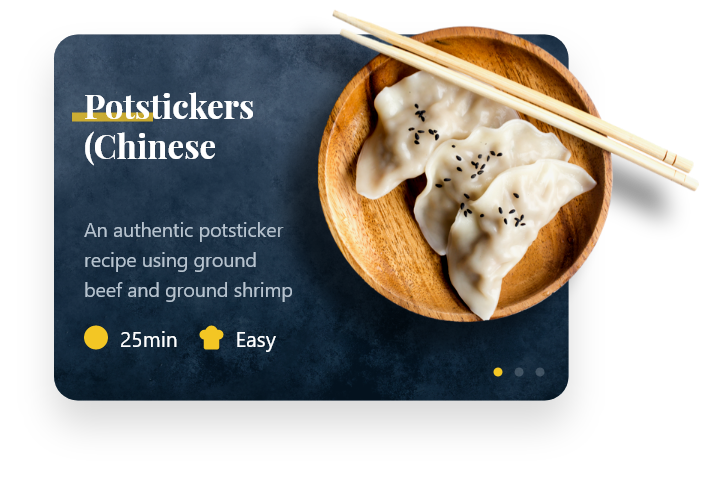 Potstickers
(Chinese
An authentic potsticker
recipe using ground
beef and ground shrimp
25min
Easy